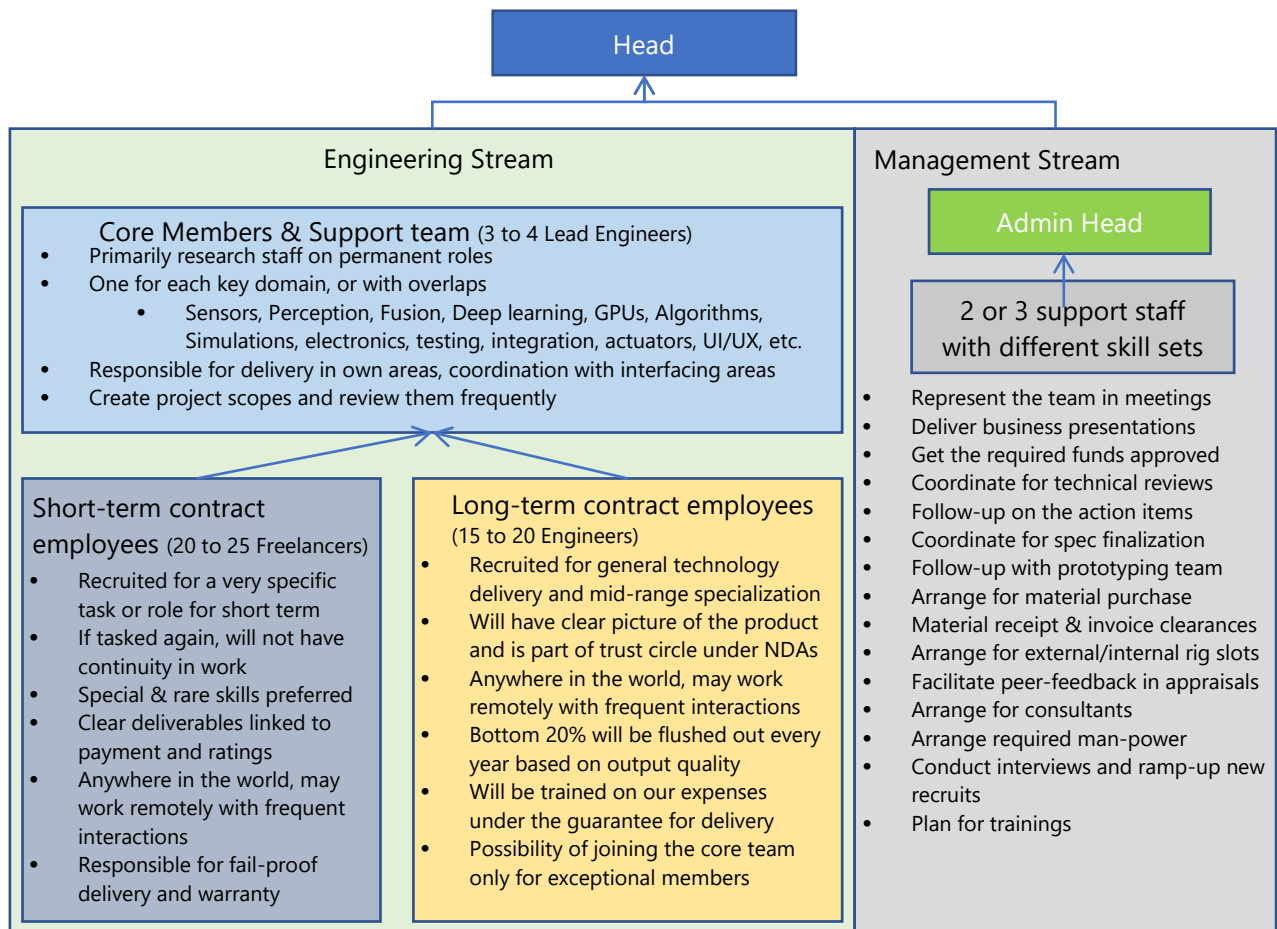 Head
Engineering Stream
Core Members & Support team (3 to 4 Lead Engineers)
• Primarily research staff on permanent roles
• One for each key domain, or with overlaps
• Sensors, Perception, Fusion, Deep learning, GPUs, Algorithms,
Simulations, electronics, testing, integration, actuators, UI/UX, etc.
• Responsible for delivery in own areas, coordination with interfacing areas
• Create project scopes and review them frequently
Short-term contract
employees (20 to 25 Freelancers)
• Recruited for a very specific
task or role for short term
• If tasked again, will not have
continuity in work
• Special & rare skills preferred
• Clear deliverables linked to
payment and ratings
• Anywhere in the world, may
work remotely with frequent
interactions
• Responsible for fail-proof
delivery and warranty
Long-term contract employees
(15 to 20 Engineers)
• Recruited for general technology
delivery and mid-range specialization
• Will have clear picture of the product
and is part of trust circle under NDAs
• Anywhere in the world, may work
remotely with frequent interactions
• Bottom 20% will be flushed out every
year based on output quality
• Will be trained on our expenses
under the guarantee for delivery
• Possibility of joining the core team
only for exceptional members
Management Stream
Admin Head
2 or 3 support staff
with different skill sets
• Represent the team in meetings
• Deliver business presentations
• Get the required funds approved
• Coordinate for technical reviews
• Follow-up on the action items
• Coordinate for spec finalization
• Follow-up with prototyping team
• Arrange for material purchase
• Material receipt & invoice clearances
• Arrange for external/internal rig slots
• Facilitate peer-feedback in appraisals
• Arrange for consultants
• Arrange required man-power
• Conduct interviews and ramp-up new
recruits
• Plan for trainings